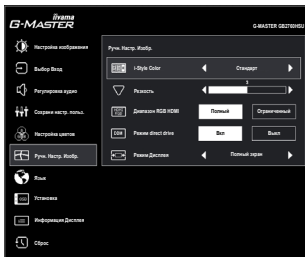 iiyama
G-MASTER
G-MASTER GB2760HSU
Настройка изображения
Выбор Вход
Регулировка аудио
Сохрани настр. польз.
Настройка цветов
Ручн. Настр. Изобр.
Язык
Установка
Информация Дисплея
Сброс
Ручн. Настр. Изобр.
i-Style Color
Стандарт
Резкость
3
Диапазон RGB HDMI
Полный
Ограниченный
Режим direct drive
Вкл
Выкл
Режим Дисплея
Полный экран